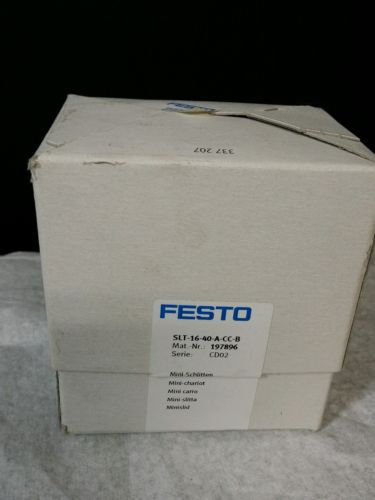 FESTO
337 207
FESTO
SLT-16-40-A-CC-B
Mat.-Nr.: 197896
Serie: CD02
Mini-Schlitten
Mini-chariot
Mini carro
Mini-slitta
Minislid